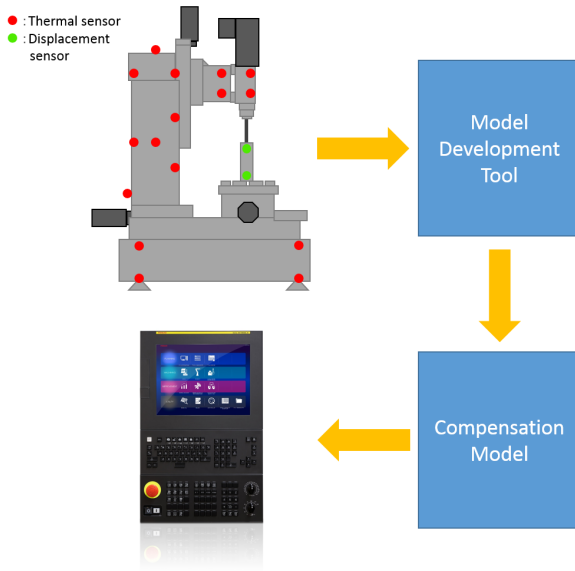 : Thermal sensor
: Displacement
sensor
Model
Development
Tool
Compensation
Model